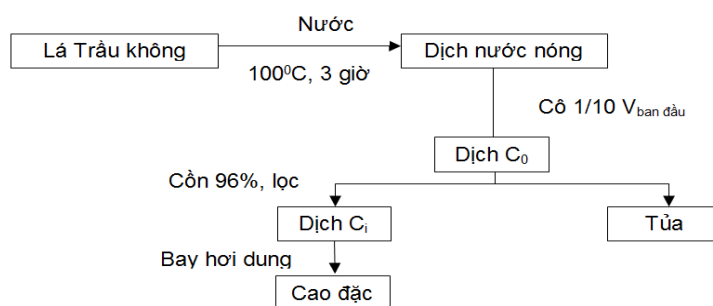 Nước
Lá Trầu không
Dịch nước nóng
100⁰C, 3 giờ
Cô 1/10 V ban đầu
Dịch C₀
Cồn 96%, lọc
Dịch Cᵢ
Tủa
Bay hơi dung
Cao đặc